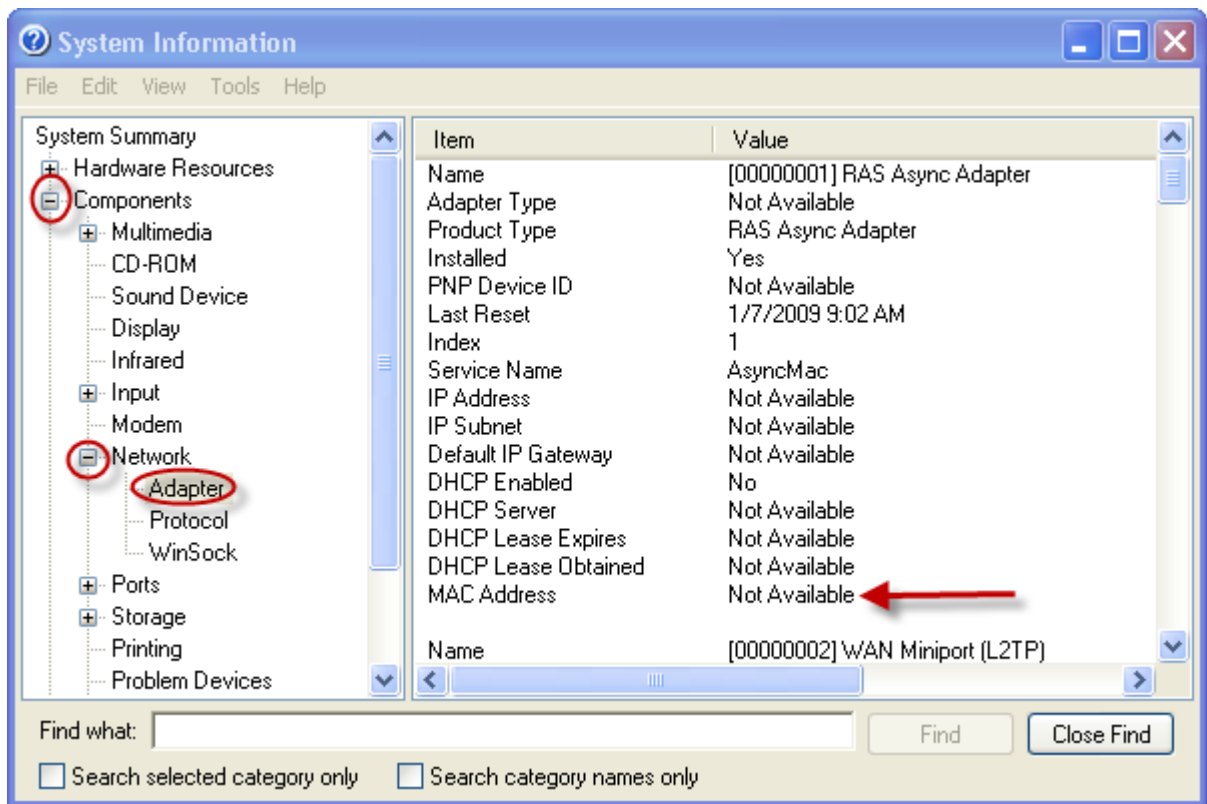 System Information
File Edit View Tools Help
System Summary
Hardware Resources
Components
Multimedia
CD-ROM
Sound Device
Display
Infrared
Input
Modem
Network
Adapter
Protocol
WinSock
Ports
Storage
Printing
Problem Devices
Item Value
Name [00000001] RAS Async Adapter
Adapter Type Not Available
Product Type RAS Async Adapter
Installed Yes
PNP Device ID Not Available
Last Reset 1/7/2009 9:02 AM
Index 1
Service Name AsyncMac
IP Address Not Available
IP Subnet Not Available
Default IP Gateway Not Available
DHCP Enabled No
DHCP Server Not Available
DHCP Lease Expires Not Available
DHCP Lease Obtained Not Available
MAC Address Not Available
Name [00000002] WAN Miniport (L2TP)
Find what: Find Close Find
Search selected category only Search category names only